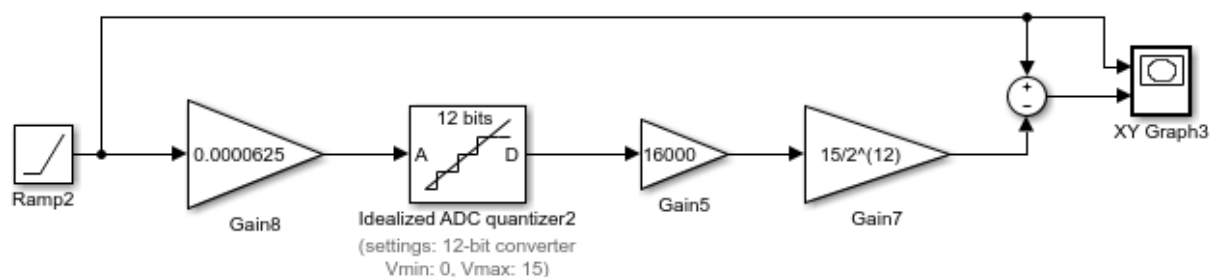 12 bits
+
−
XY Graph3
0.0000625
A
D
16000
15/2^(12)
Ramp2
Gain8
Idealized ADC quantizer2
Gain5
Gain7
(settings: 12-bit converter
Vmin: 0, Vmax: 15)